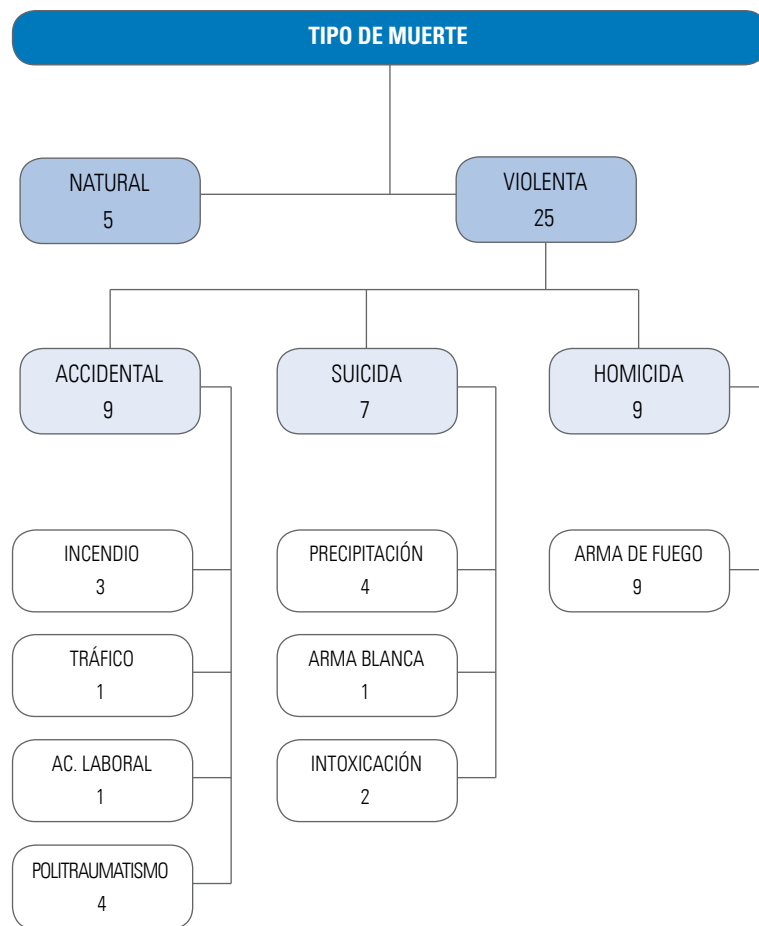 TIPO DE MUERTE
NATURAL
5
VIOLENTA
25
ACCIDENTAL
9
SUICIDA
7
HOMICIDA
9
INCENDIO
3
PRECIPITACIÓN
4
ARMA DE FUEGO
9
TRÁFICO
1
ARMA BLANCA
1
AC. LABORAL
1
INTOXICACIÓN
2
POLITRAUMATISMO
4